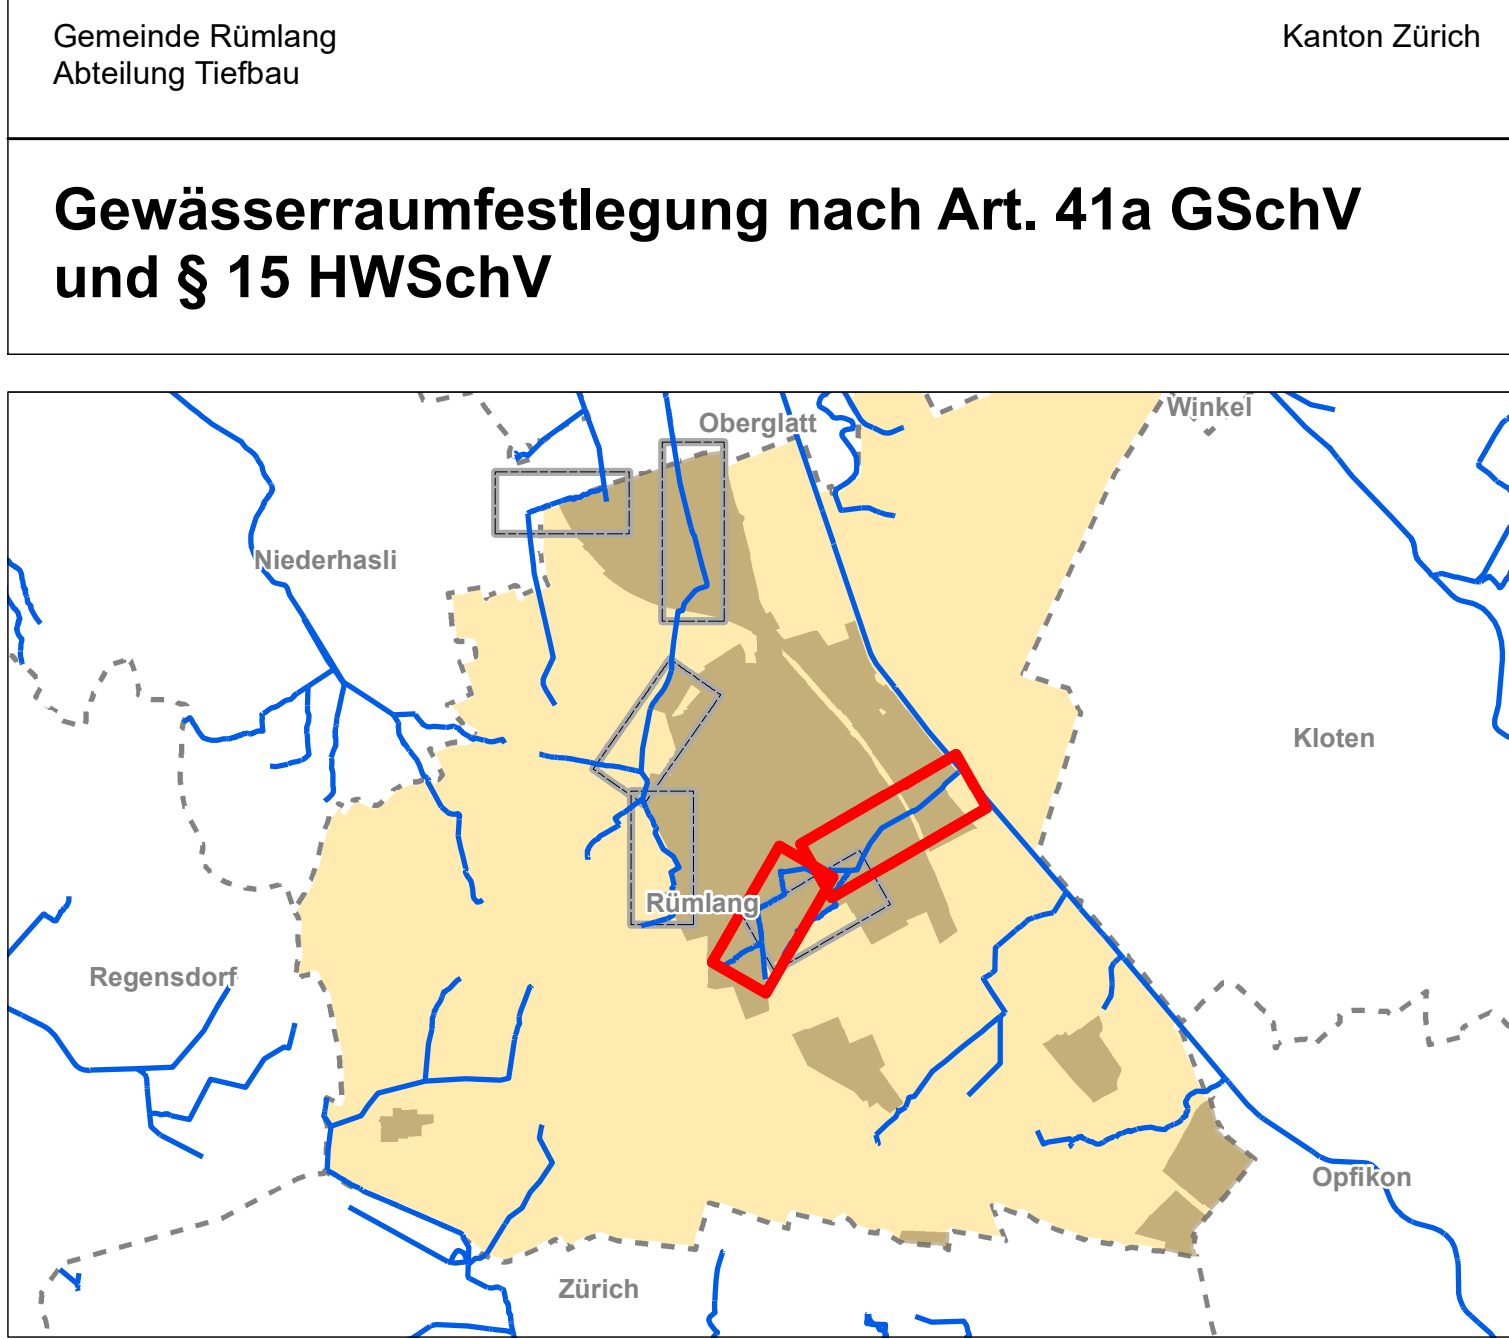 Gemeinde Rümlang
Kanton Zürich
Abteilung Tiefbau
Gewässerraumfestlegung nach Art. 41a GSchV
und § 15 HWSchV
Winkel
Oberglatt
Niederhasli
Kloten
Rümlang
Regensdorf
Opfikon
Zürich